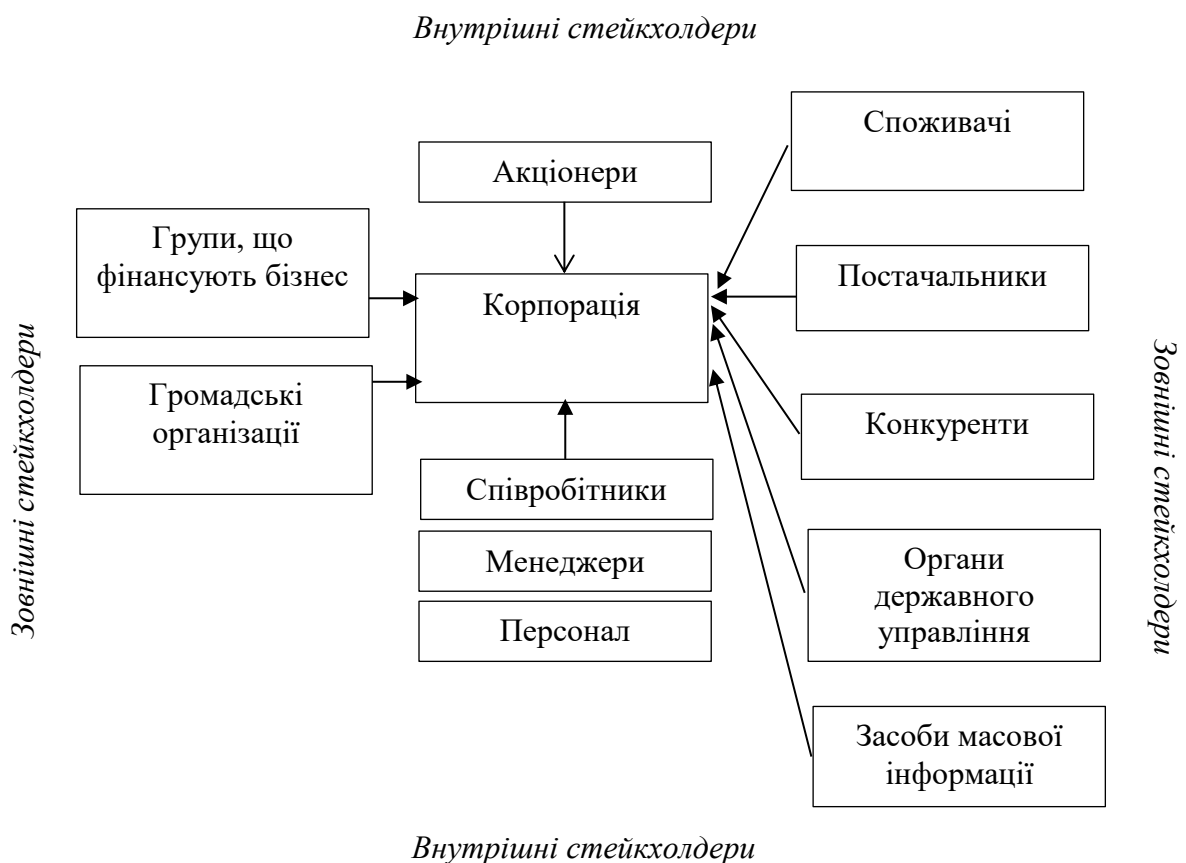 Внутрішні стейкхолдери
Споживачі
Акціонери
Групи, що
фінансують бізнес
Постачальники
Корпорація
Зовнішні стейкхолдери
Зовнішні стейкхолдери
Громадські
організації
Конкуренти
Співробітники
Менеджери
Персонал
Органи
державного
управління
Засоби масової
інформації
Внутрішні стейкхолдери